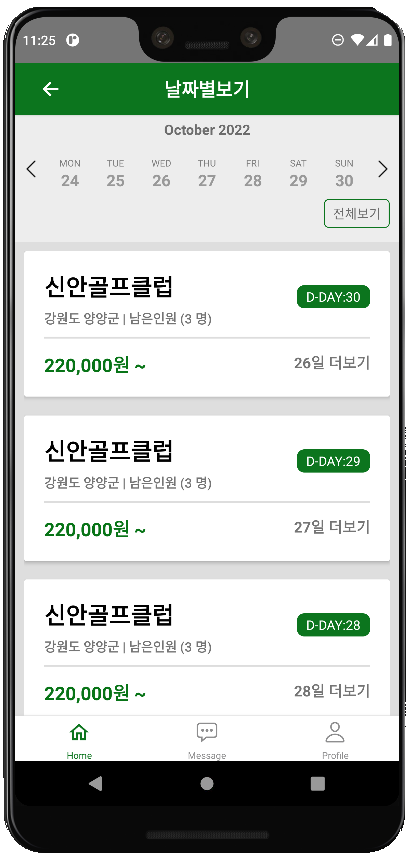 11:25
날짜별보기
October 2022
MON TUE WED THU FRI SAT SUN
24 25 26 27 28 29 30
전체보기
신안골프클럽
D-DAY:30
강원도 양양군 | 남은인원 (3 명)
220,000원 ~
26일 더보기
신안골프클럽
D-DAY:29
강원도 양양군 | 남은인원 (3 명)
220,000원 ~
27일 더보기
신안골프클럽
D-DAY:28
강원도 양양군 | 남은인원 (3 명)
220,000원 ~
28일 더보기
Home Message Profile